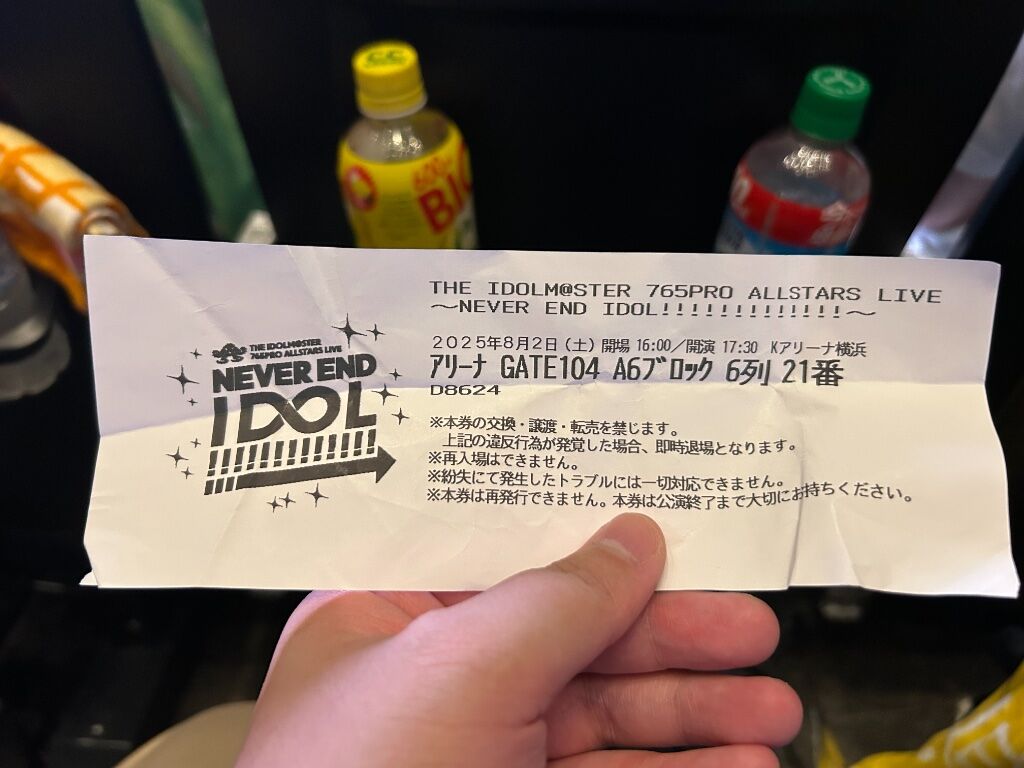 CC
600
BIG
THE IDOLM@STER 765PRO ALLSTARS LIVE
~NEVER END IDOL!!!!!!!!!!!!!!~
2025年8月2日(土) 開場 16:00/開演 17:30 Kアリーナ横浜
アリーナ GATE104 A6ブロック 6列 21番
D8624
THE IDOLM@STER
765PRO ALLSTARS LIVE
NEVER END
IDOL
!!!!!!!!!!!!!!
※本券の交換・譲渡・転売を禁じます。
上記の違反行為が発覚した場合、即時退場となります。
※再入場はできません。
※紛失にて発生したトラブルには一切対応できません。
※本券は再発行できません。本券は公演終了まで大切にお持ちください。